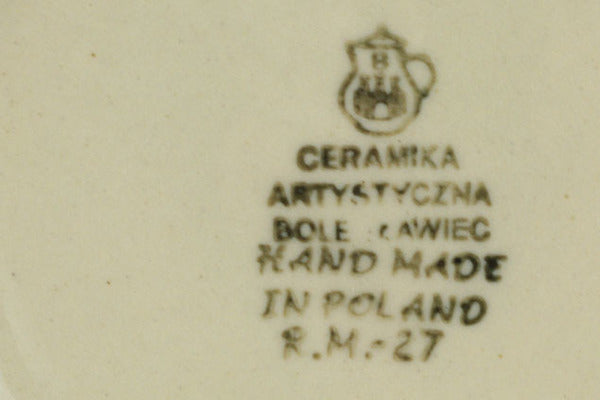 B
CERAMIKA
ARTYSTYCZNA
BOLESŁAWIEC
HAND MADE
IN POLAND
R.M.-27